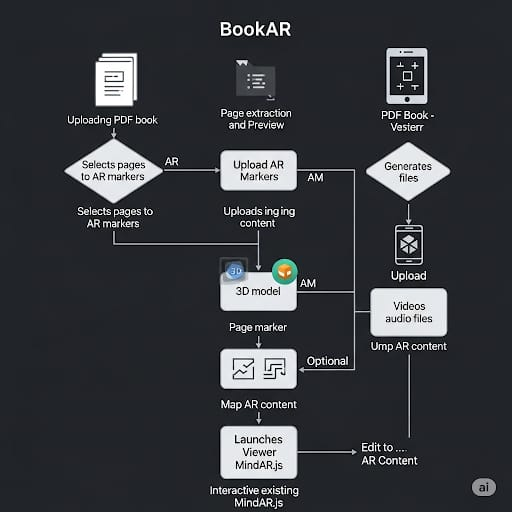 BookAR
Uploading PDF book
Page extraction
and Preview
PDF Book -
Vesterr
Selects pages
to AR markers
AR
Upload AR
Markers
AM
Generates
files
Selects pages to
AR markers
Uploads ing ing
content
Upload
3D
3D model
AM
Videos
audio files
Page marker
Ump AR content
Optional
Map AR content
Launches
Viewer
MindAR.js
Edit to ....
AR Content
Interactive existing
MindAR.js
ai